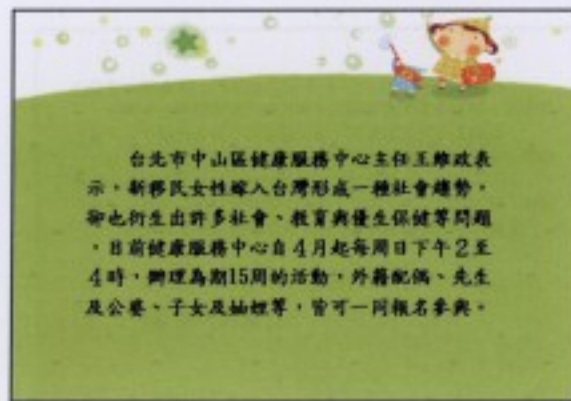 台北市中山區健康服務中心主任王維政表
示，新移民女性嫁入台灣形成一種社會趨勢，
卻也衍生出許多社會、教育與優生保健等問題
，目前健康服務中心自4月起每周日下午2至
4時，辦理為期15周的活動，外籍配偶、先生
及公婆、子女及妯娌等，皆可一同報名參與。